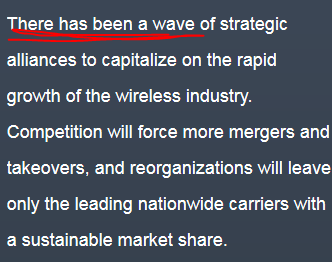 There has been a wave of strategic
alliances to capitalize on the rapid
growth of the wireless industry.
Competition will force more mergers and
takeovers, and reorganizations will leave
only the leading nationwide carriers with
a sustainable market share.